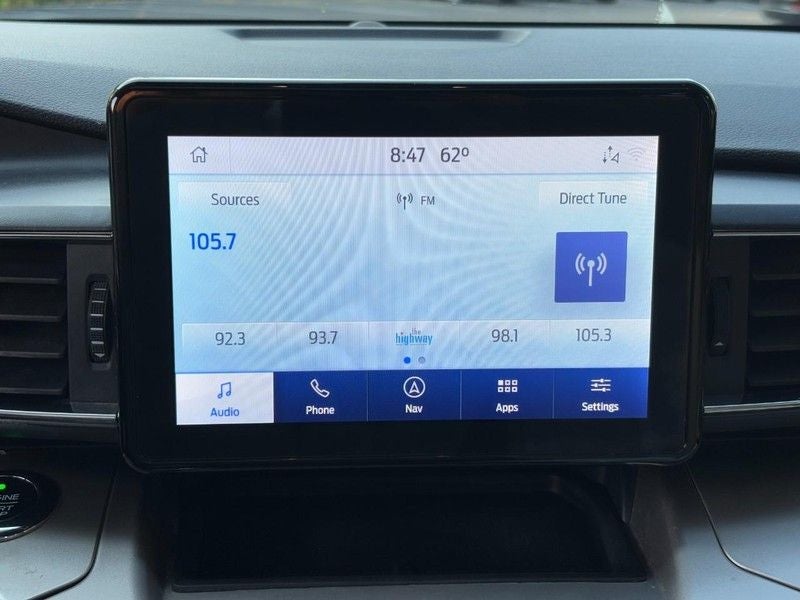 8:47 62º
Sources FM Direct Tune
105.7
92.3 93.7 the highway 98.1 105.3
Audio Phone Nav Apps Settings